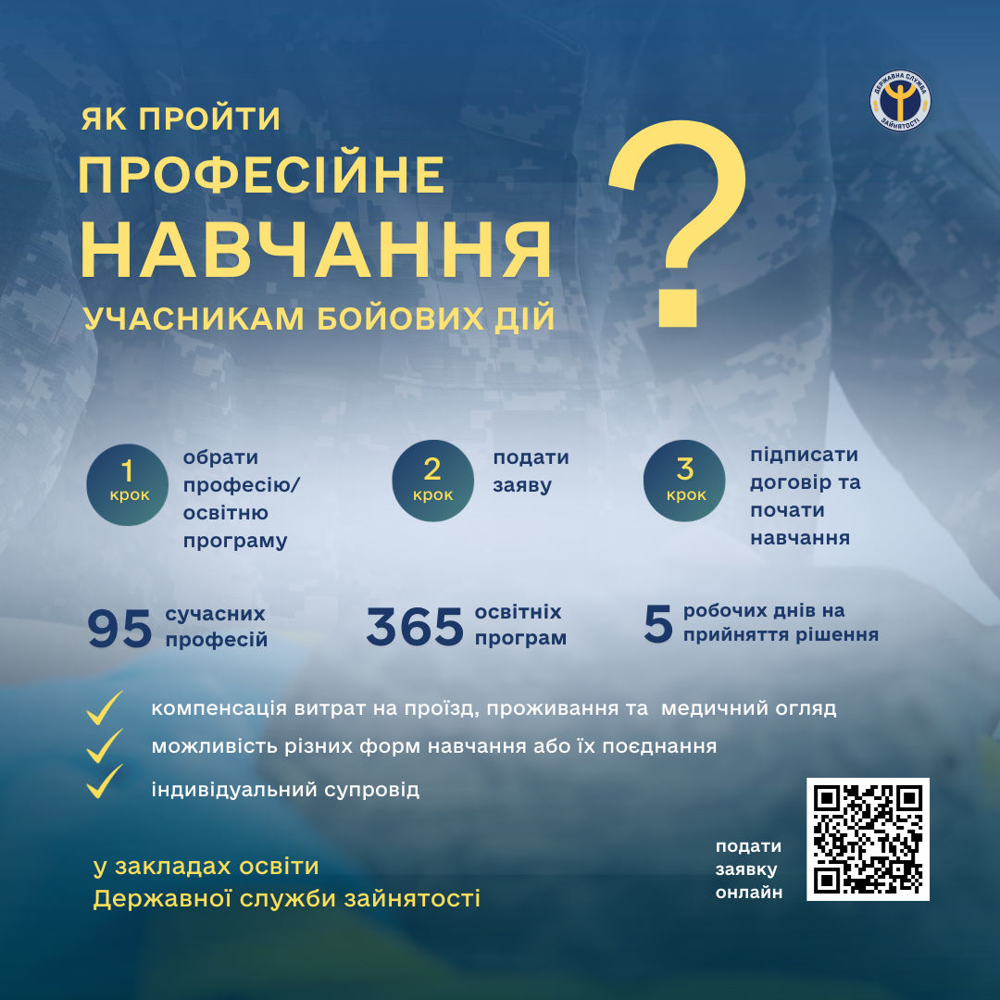 ДЕРЖАВНА СЛУЖБА
ЗАЙНЯТОСТІ
ЯК ПРОЙТИ
ПРОФЕСІЙНЕ
НАВЧАННЯ
УЧАСНИКАМ БОЙОВИХ ДІЙ
?
1
крок
обрати
професію/
освітню
програму
2
крок
подати
заяву
3
крок
підписати
договір та
почати
навчання
95
сучасних
професій
365
освітніх
програм
5
робочих днів на
прийняття рішення
компенсація витрат на проїзд, проживання та медичний огляд
можливість різних форм навчання або їх поєднання
індивідуальний супровід
у закладах освіти
Державної служби зайнятості
подати
заявку
онлайн